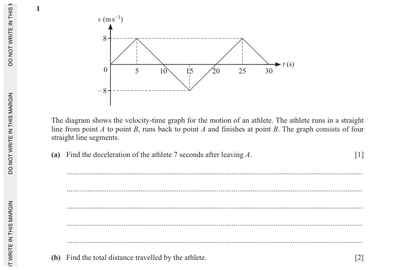 DO NOT WRITE IN THIS M
DO NOT WRITE IN THIS MARGIN
IT WRITE IN THIS MARGIN
1
v (m s⁻¹)
8
0
5
10
15
20
25
30
t (s)
−8
The diagram shows the velocity-time graph for the motion of an athlete. The athlete runs in a straight
line from point A to point B, runs back to point A and finishes at point B. The graph consists of four
straight line segments.
(a) Find the deceleration of the athlete 7 seconds after leaving A. [1]
(b) Find the total distance travelled by the athlete. [2]